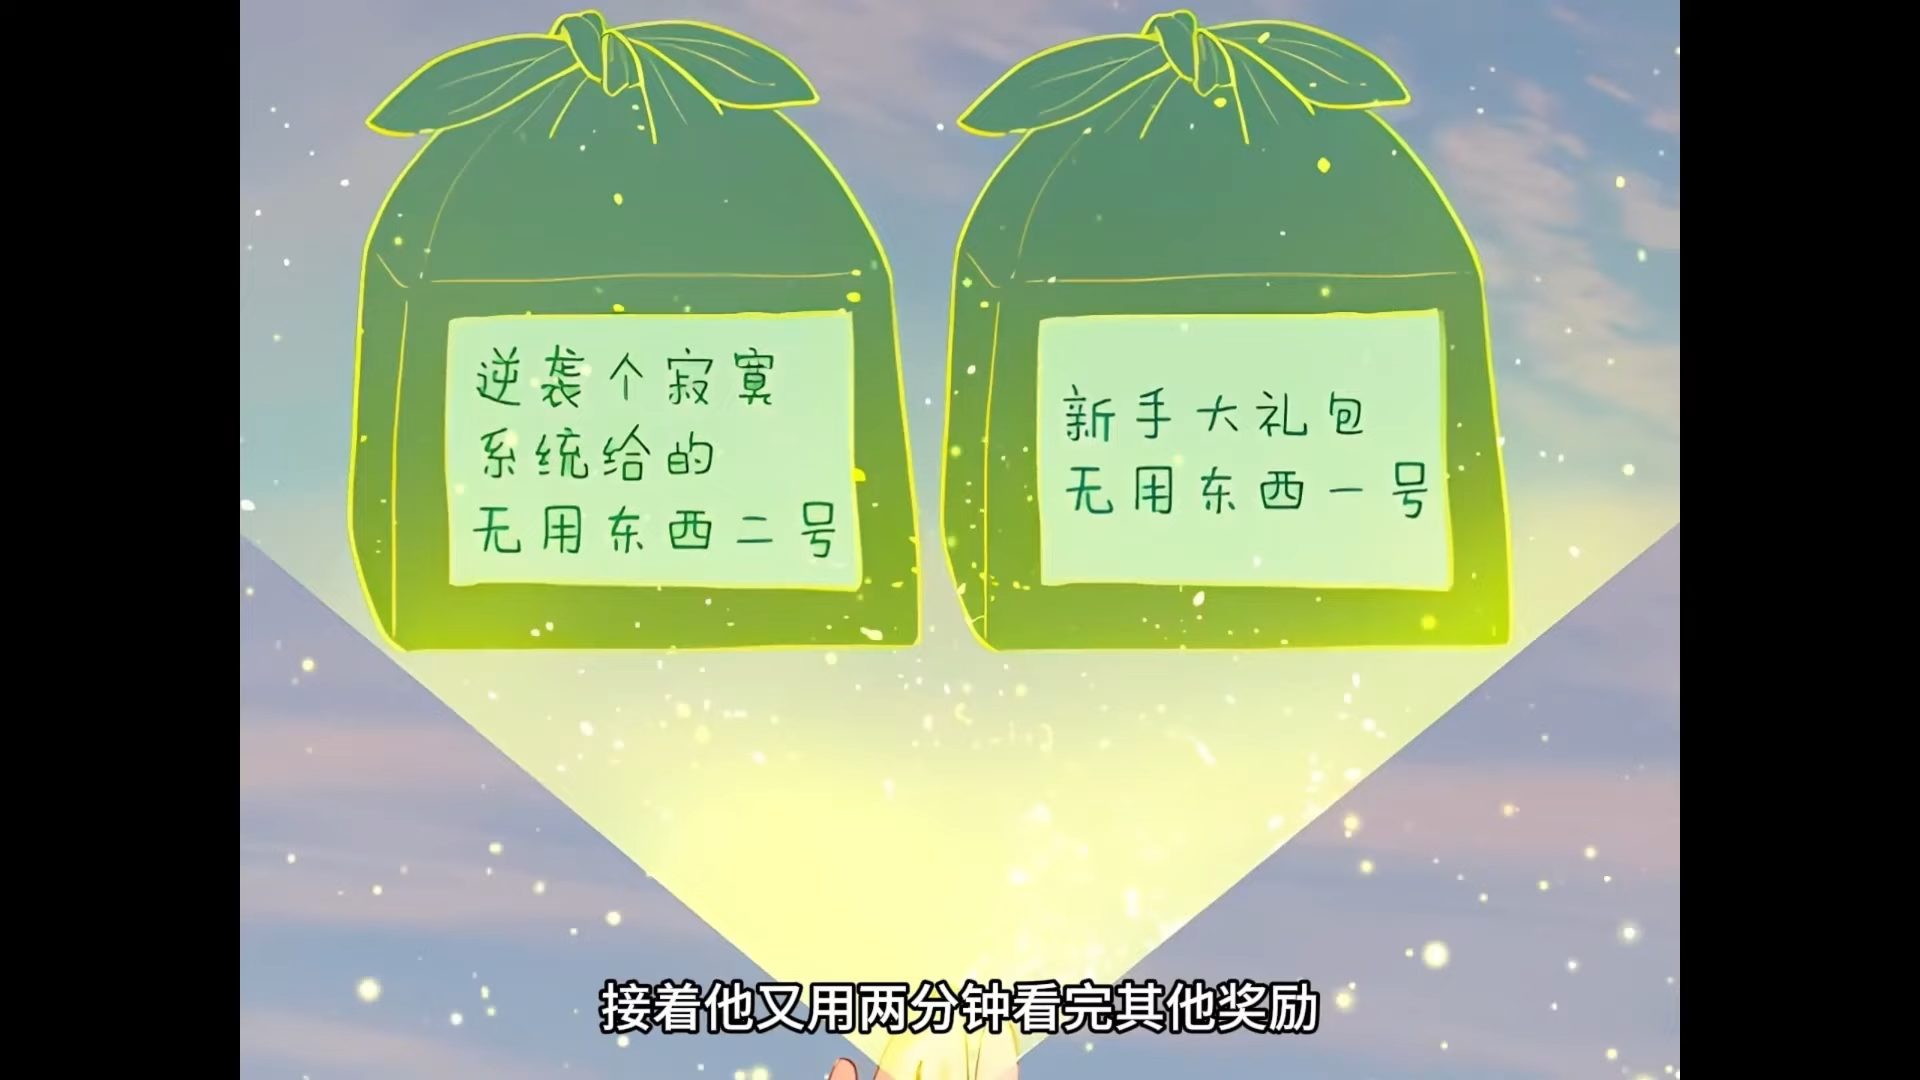 逆袭个寂寞
系统给的
无用东西二号
新手大礼包
无用东西一号
接着他又用两分钟看完其他奖励